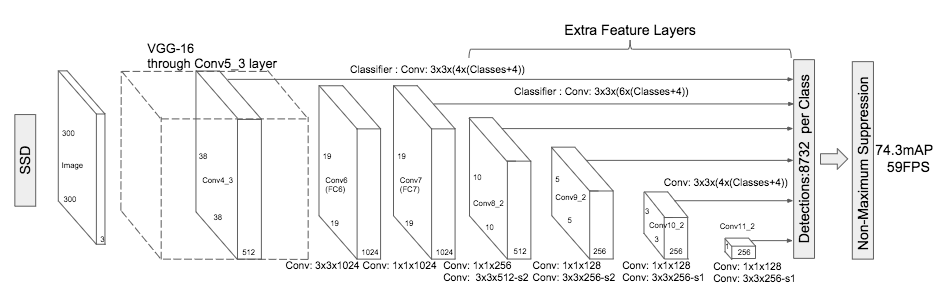 Extra Feature Layers
VGG-16
through Conv5_3 layer
Classifier : Conv: 3x3x(4x(Classes+4))
Classifier : Conv: 3x3x(6x(Classes+4))
Conv: 3x3x(4x(Classes+4))
SSD
300
Image
300
3
38
Conv4_3
38
512
19
Conv6
(FC6)
19
1024
19
Conv7
(FC7)
19
1024
10
Conv8_2
10
512
5
Conv9_2
5
256
3
Conv10_2
3
256
Conv11_2
1
256
Detections:8732 per Class
Non-Maximum Suppression
74.3mAP
59FPS
Conv: 3x3x1024
Conv: 1x1x1024
Conv: 1x1x256
Conv: 3x3x512-s2
Conv: 1x1x128
Conv: 3x3x256-s2
Conv: 1x1x128
Conv: 3x3x256-s1
Conv: 1x1x128
Conv: 3x3x256-s1